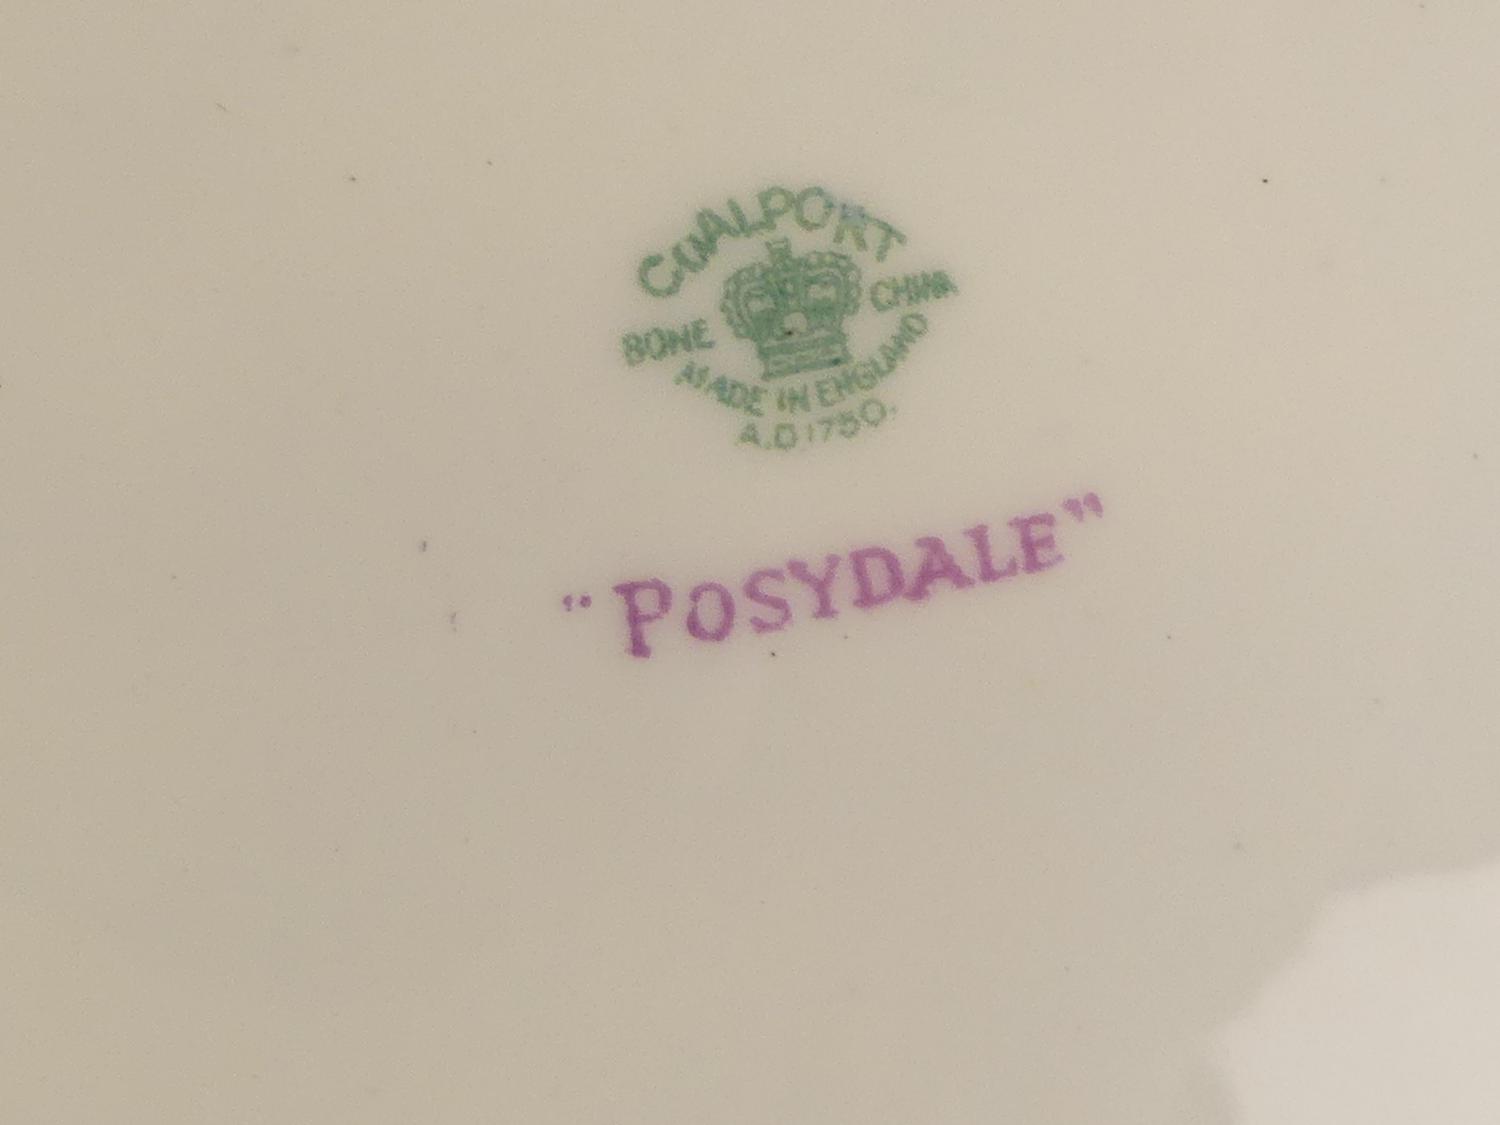 COALPORT
BONE CHINA
MADE IN ENGLAND
A.D 1750.
"POSYDALE"